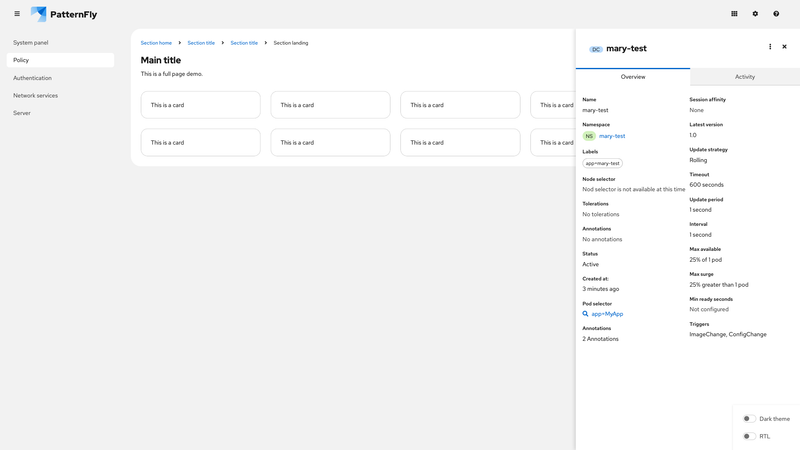 PatternFly
System panel
Policy
Authentication
Network services
Server
Section home
Section title
Section title
Section landing
Main title
This is a full page demo.
This is a card
This is a card
This is a card
This is a card
This is a card
This is a card
This is a card
This is a card
DC mary-test
Overview
Activity
Name
mary-test
Namespace
NS mary-test
Labels
app=mary-test
Node selector
Nod selector is not available at this time
Tolerations
No tolerations
Annotations
No annotations
Status
Active
Created at:
3 minutes ago
Pod selector
app=MyApp
Annotations
2 Annotations
Session affinity
None
Latest version
1.0
Update strategy
Rolling
Timeout
600 seconds
Update period
1 second
Interval
1 second
Max available
25% of 1 pod
Max surge
25% greater than 1 pod
Min ready seconds
Not configured
Triggers
ImageChange, ConfigChange
Dark theme
RTL